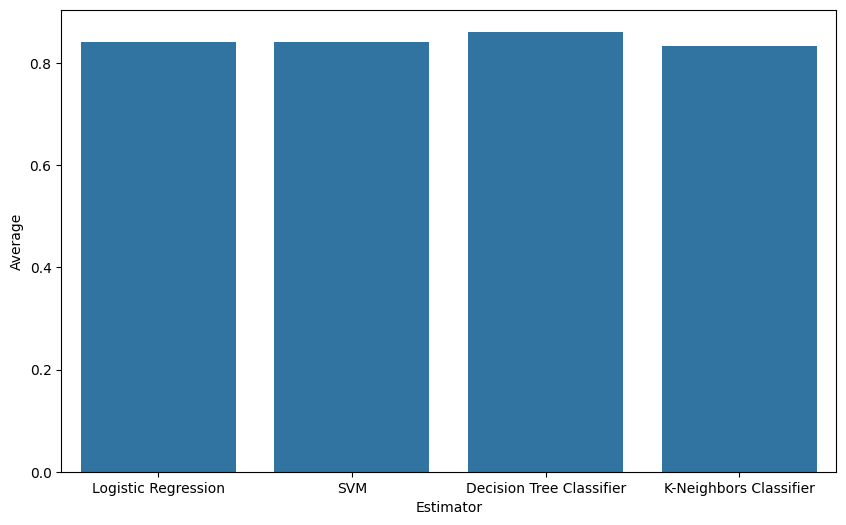 Average
0.8
0.6
0.4
0.2
0.0
Logistic Regression
SVM
Decision Tree Classifier
K-Neighbors Classifier
Estimator